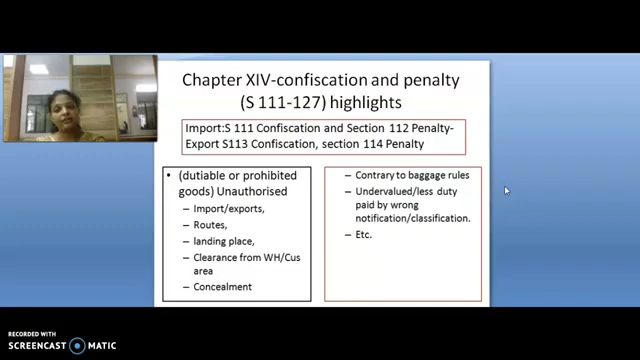 Chapter XIV-confiscation and penalty
(S 111-127) highlights
Import:S 111 Confiscation and Section 112 Penalty-
Export S113 Confiscation, section 114 Penalty
• (dutiable or prohibited
goods) Unauthorised
– Import/exports,
– Routes,
– landing place,
– Clearance from WH/Cus
area
– Concealment
– Contrary to baggage rules
– Undervalued/less duty
paid by wrong
notification/classification.
– Etc.
RECORDED WITH
SCREENCAST MATIC